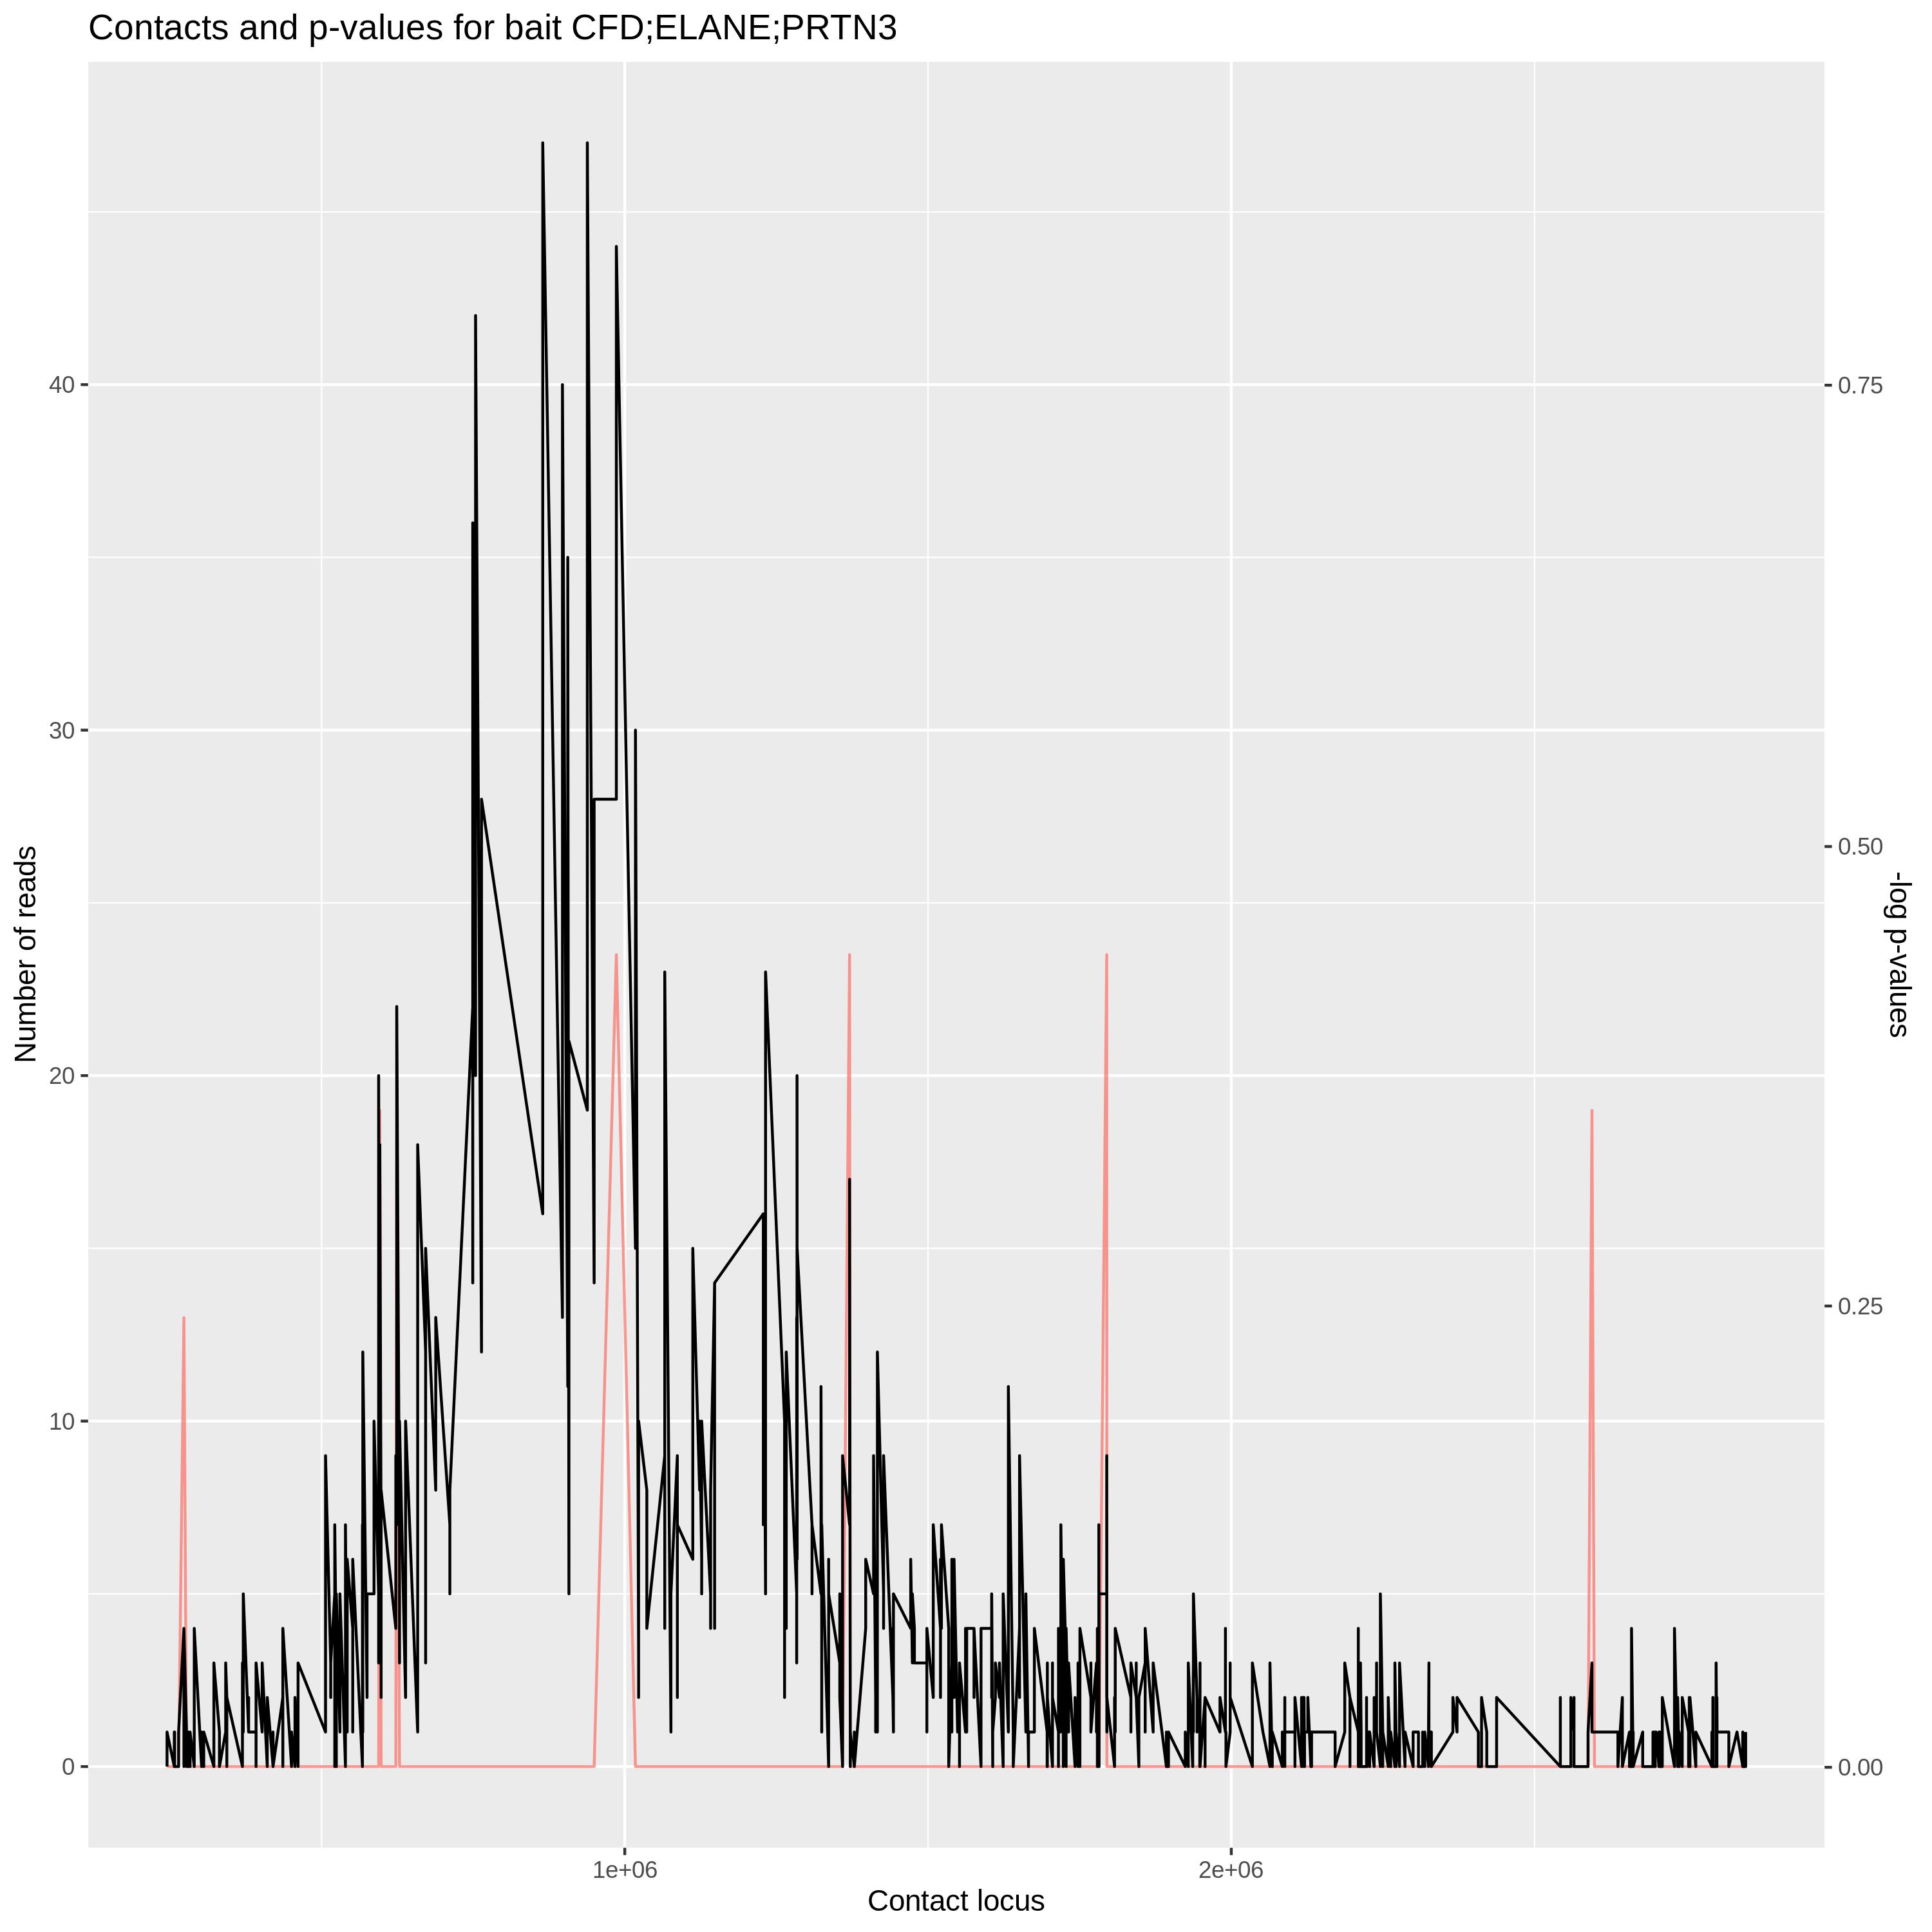 Contacts and p-values for bait CFD;ELANE;PRTN3
Number of reads
40
30
20
10
0
0.75
0.50
0.25
0.00
-log p-values
1e+06
2e+06
Contact locus